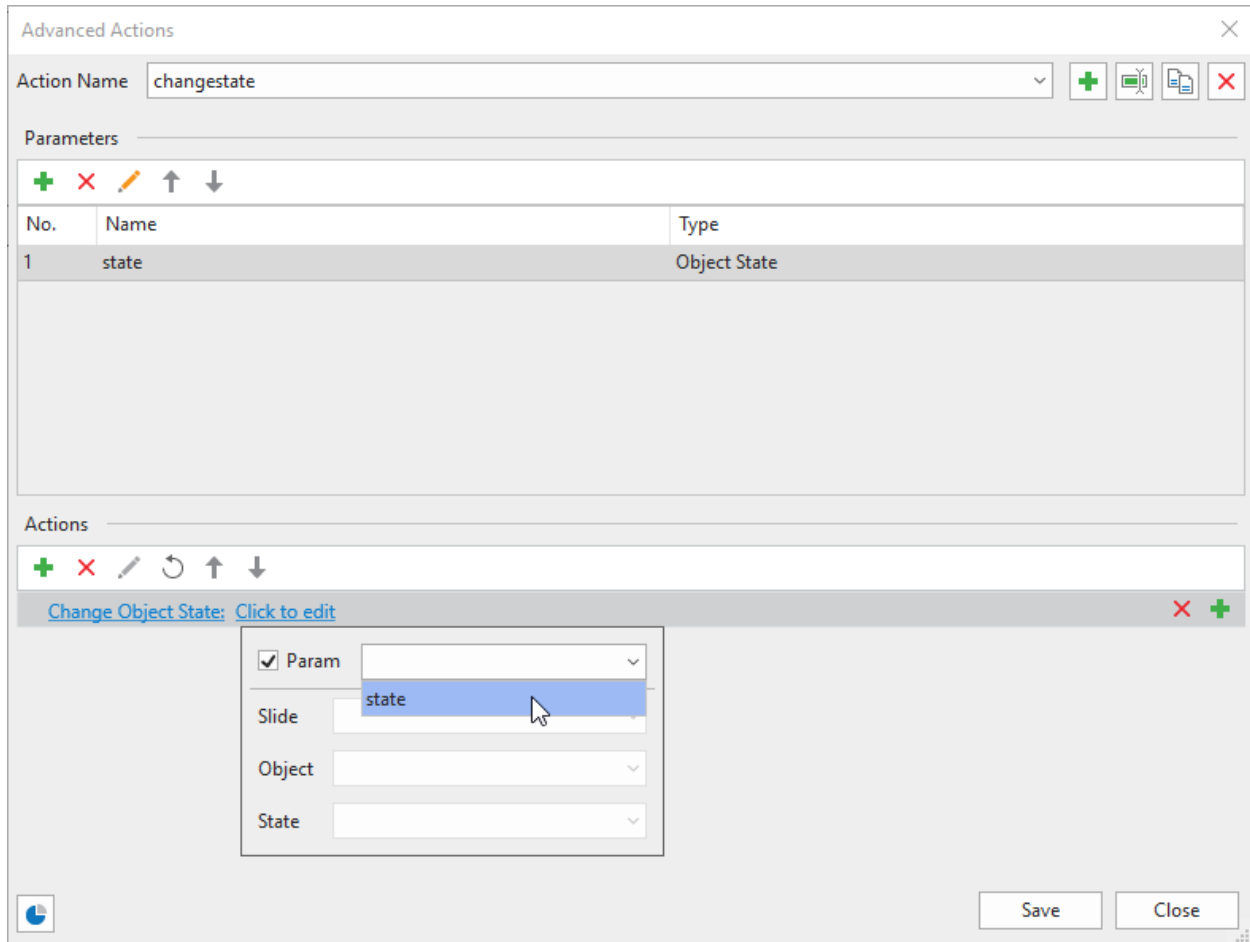 Advanced Actions
Action Name changestate
Parameters
No. Name Type
1 state Object State
Actions
Change Object State: Click to edit
Param
state
Slide
Object
State
Save Close